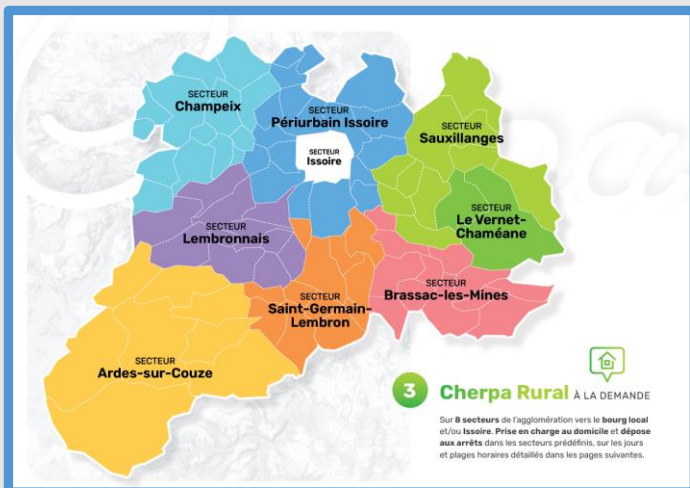 SECTEUR
Champeix
SECTEUR
Périurbain Issoire
SECTEUR
Issoire
SECTEUR
Sauxillanges
SECTEUR
Le Vernet-
Chaméane
SECTEUR
Lembronnais
SECTEUR
Saint-Germain-
Lembron
SECTEUR
Brassac-les-Mines
SECTEUR
Ardes-sur-Couze
3 Cherpa Rural À LA DEMANDE
Sur 8 secteurs de l'agglomération vers le bourg local
et/ou Issoire. Prise en charge au domicile et dépose
aux arrêts dans les secteurs prédéfinis, sur les jours
et plages horaires détaillés dans les pages suivantes.